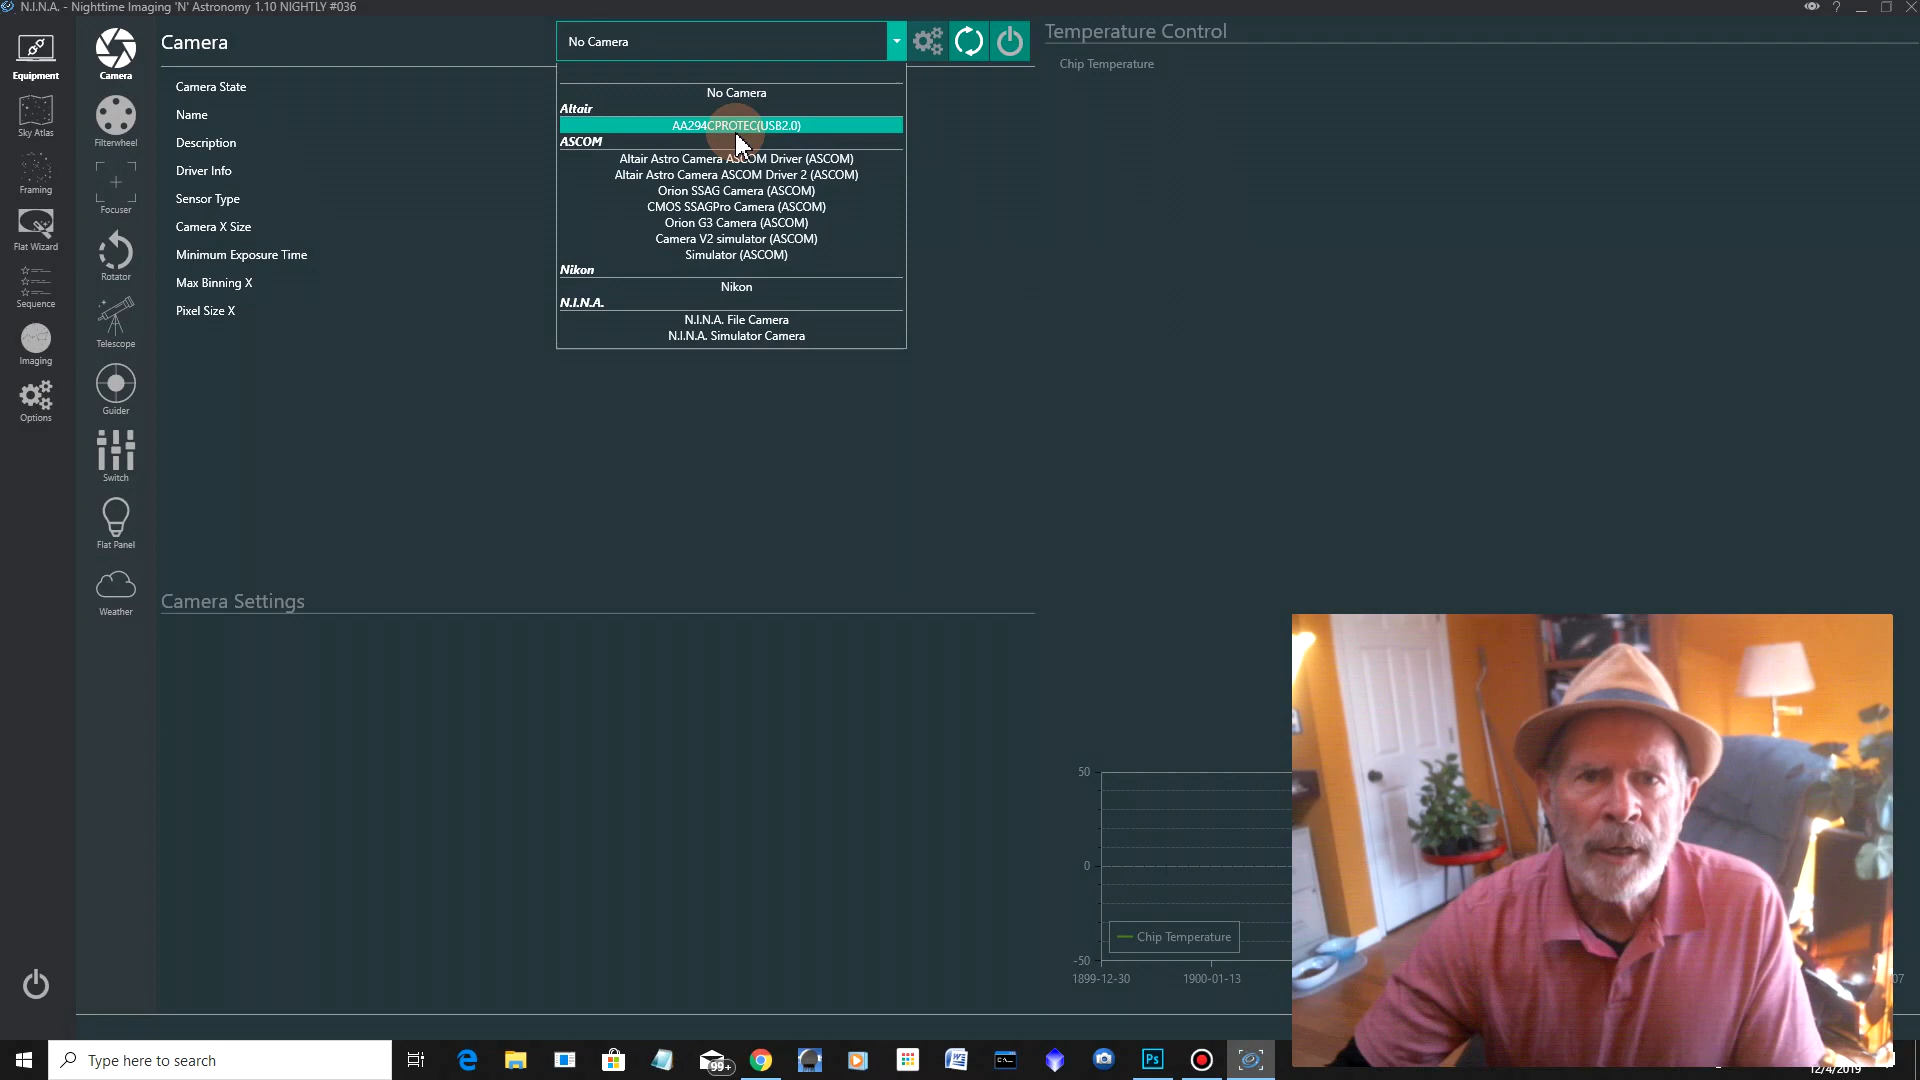 N.I.N.A. - Nighttime Imaging 'N' Astronomy 1.10 NIGHTLY #036
?
Equipment
Sky Atlas
Framing
Flat Wizard
Sequence
Imaging
Options
Camera
Filterwheel
Focuser
Rotator
Telescope
Guider
Switch
Flat Panel
Weather
Camera
Camera State
Name
Description
Driver Info
Sensor Type
Camera X Size
Minimum Exposure Time
Max Binning X
Pixel Size X
No Camera
No Camera
Altair
AA294CPROTEC(USB2.0)
ASCOM
Altair Astro Camera ASCOM Driver (ASCOM)
Altair Astro Camera ASCOM Driver 2 (ASCOM)
Orion SSAG Camera (ASCOM)
CMOS SSAGPro Camera (ASCOM)
Orion G3 Camera (ASCOM)
Camera V2 simulator (ASCOM)
Simulator (ASCOM)
Nikon
Nikon
N.I.N.A.
N.I.N.A. File Camera
N.I.N.A. Simulator Camera
Temperature Control
Chip Temperature
Camera Settings
50
0
-50
Chip Temperature
1899-12-30
1900-01-13
07
Type here to search
99+
Ps
12/4/2019